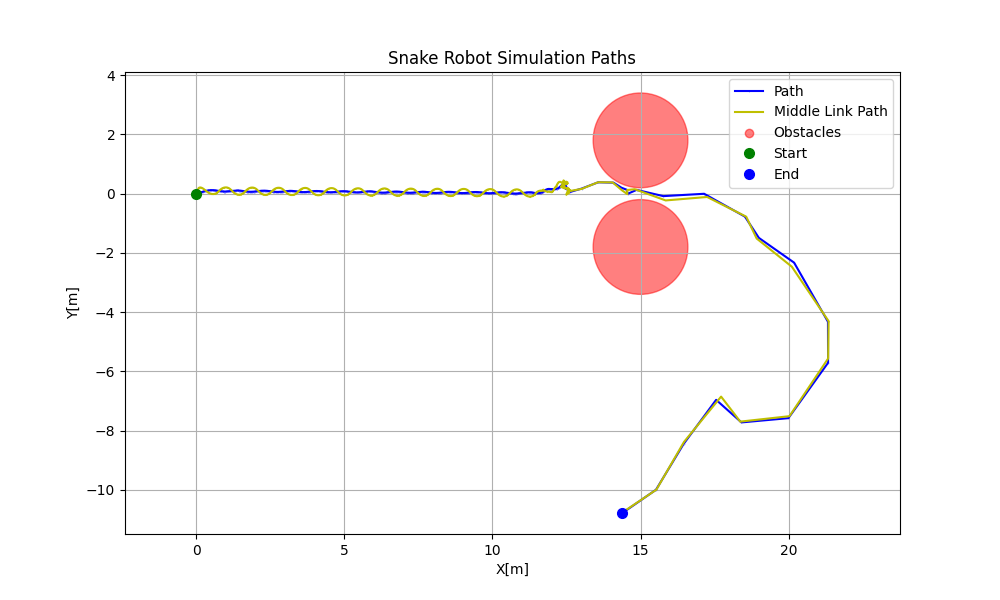 Snake Robot Simulation Paths
Path
Middle Link Path
Obstacles
Start
End
4
2
0
−2
−4
−6
−8
−10
Y[m]
0
5
10
15
20
X[m]